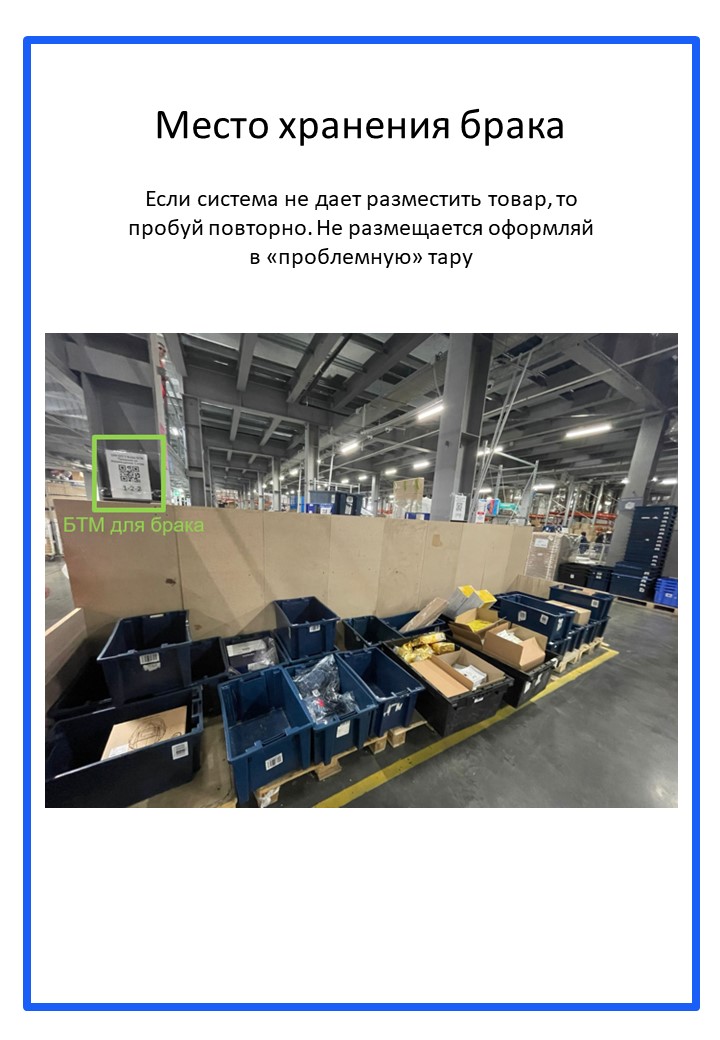 Место хранения брака
Если система не дает разместить товар, то
пробуй повторно. Не размещается оформляй
в «проблемную» тару
БТМ для брака